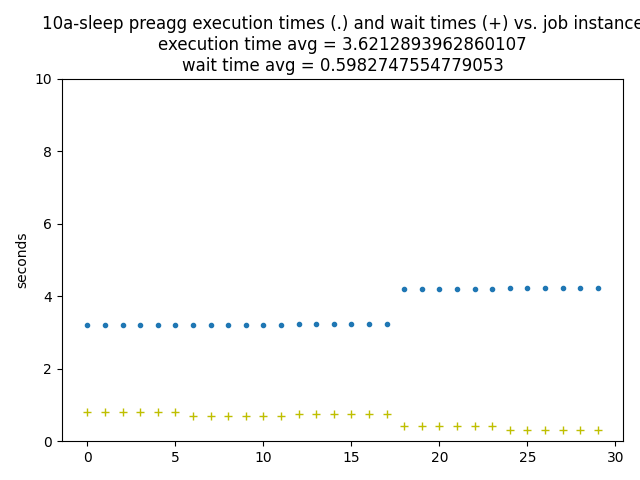 10a-sleep preagg execution times (.) and wait times (+) vs. job instance
execution time avg = 3.6212893962860107
wait time avg = 0.5982747554779053
10
8
6
4
2
0
seconds
0 5 10 15 20 25 30